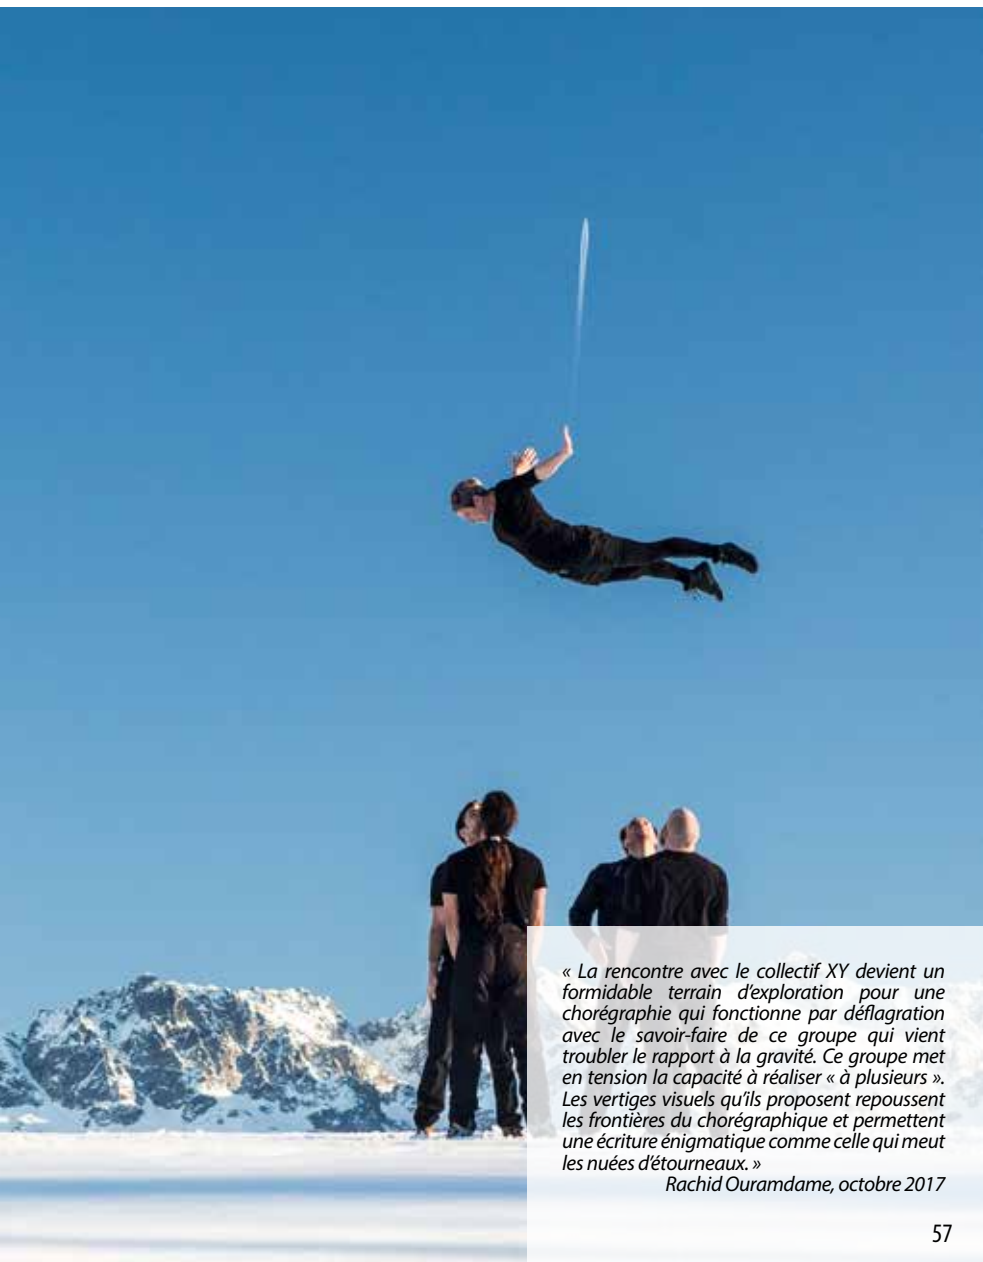 « La rencontre avec le collectif XY devient un
formidable terrain d'exploration pour une
chorégraphie qui fonctionne par déflagration
avec le savoir-faire de ce groupe qui vient
troubler le rapport à la gravité. Ce groupe met
en tension la capacité à réaliser « à plusieurs ».
Les vertiges visuels qu'ils proposent repoussent
les frontières du chorégraphique et permettent
une écriture énigmatique comme celle qui meut
les nuées d'étourneaux. »
Rachid Ouramdame, octobre 2017
57